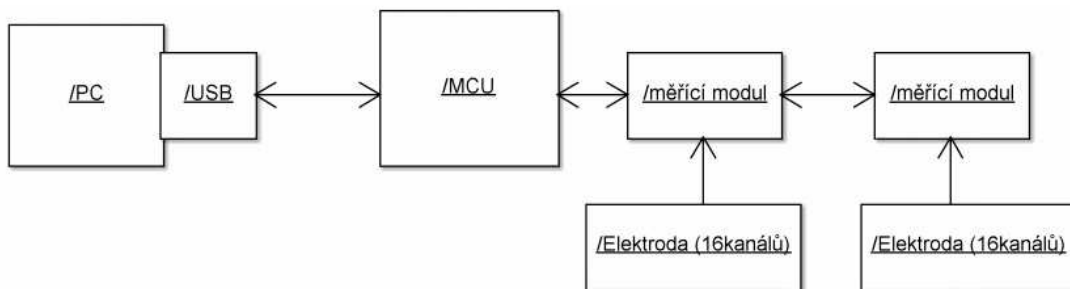 /PC
/USB
/MCU
/měřící modul
/měřící modul
/Elektroda (16kanálů)
/Elektroda (16kanálů)